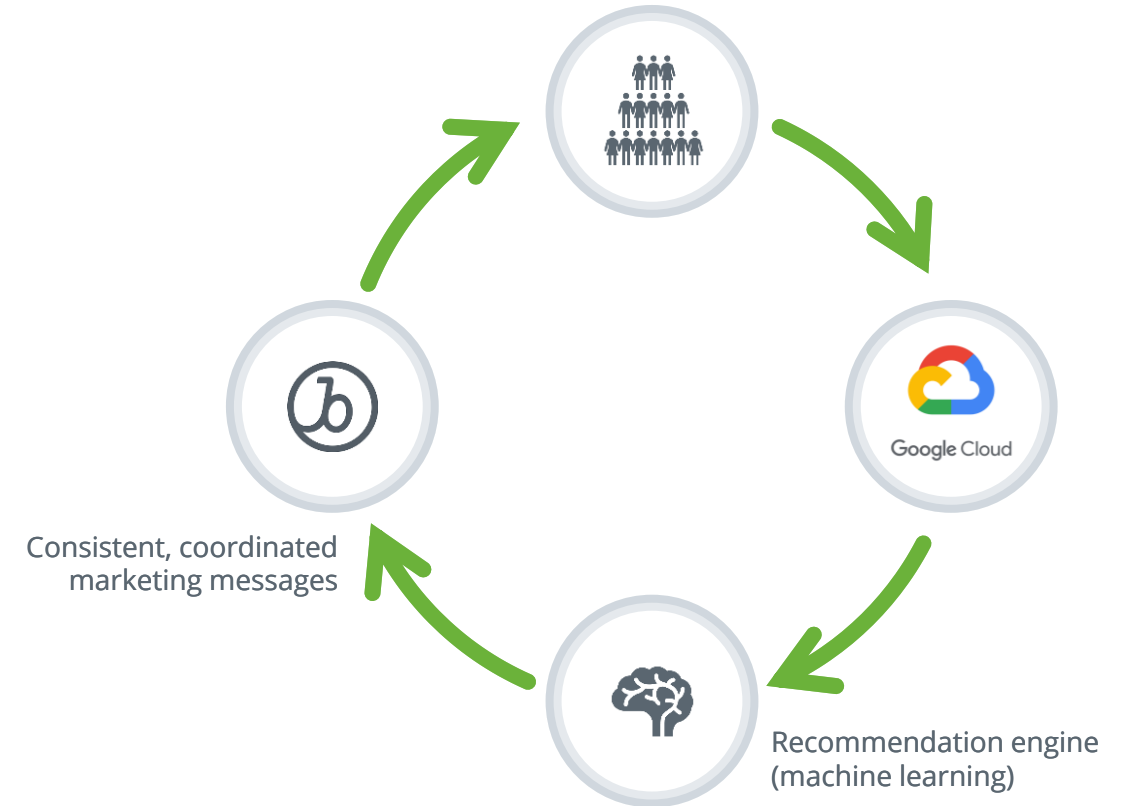 Google Cloud
b
Consistent, coordinated
marketing messages
Recommendation engine
(machine learning)